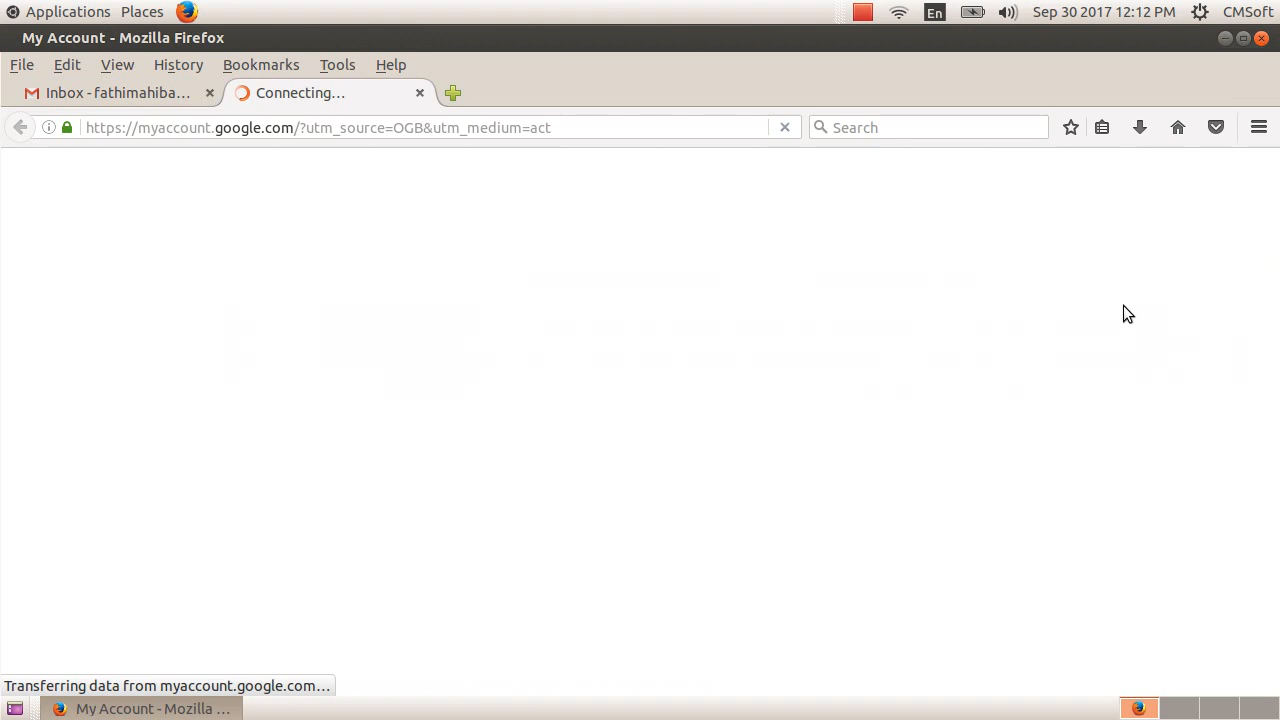 Applications Places En Sep 30 2017 12:12 PM CMSoft
My Account - Mozilla Firefox
File Edit View History Bookmarks Tools Help
Inbox - fathimahiba... Connecting...
https://myaccount.google.com/?utm_source=OGB&utm_medium=act Search
Transferring data from myaccount.google.com...
My Account - Mozilla ...